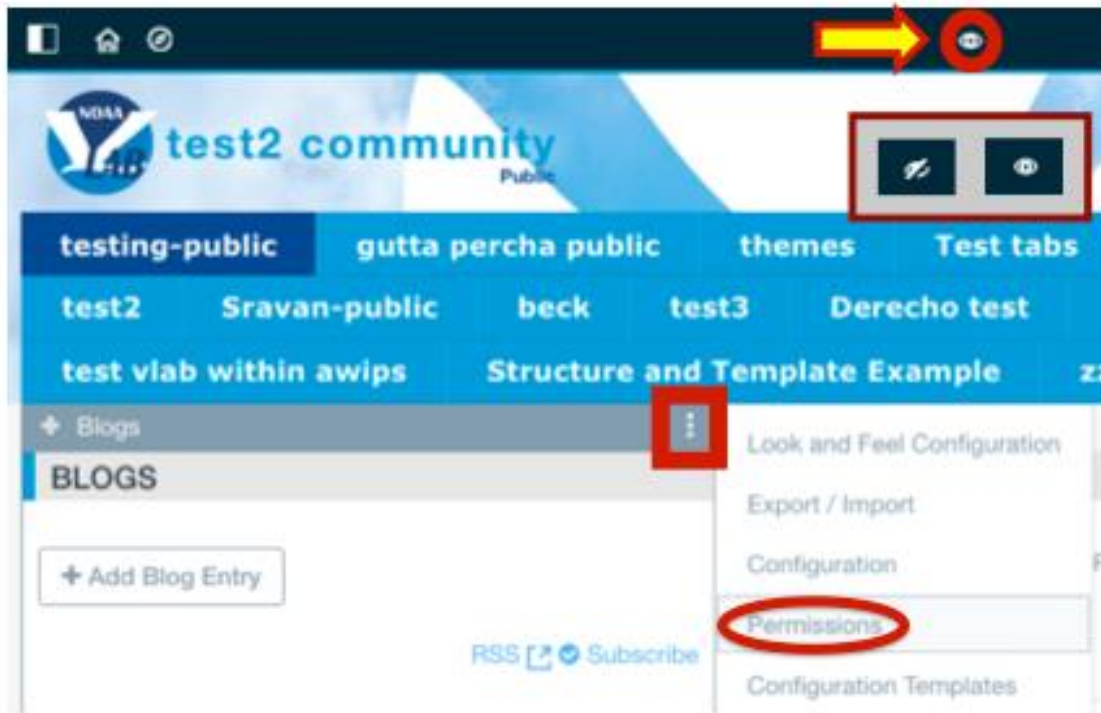 NOAA
LAB
test2 community
Public
testing-public gutta percha public themes Test tabs
test2 Sravan-public beck test3 Derecho test
test vlab within awips Structure and Template Example
Blogs
BLOGS
Look and Feel Configuration
Export / Import
+ Add Blog Entry
Configuration
Permissions
RSS Subscribe
Configuration Templates